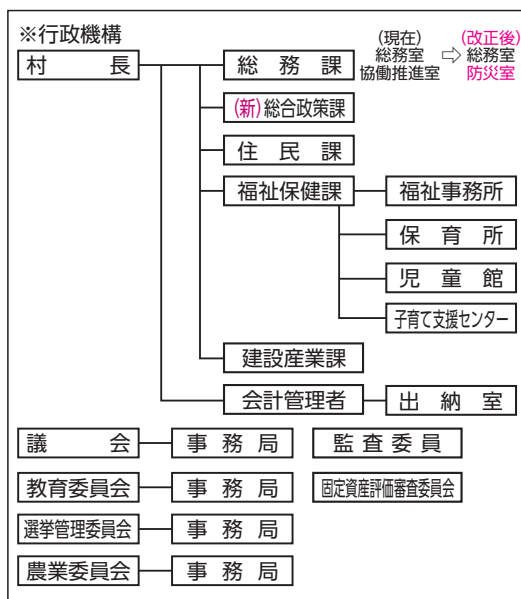 ※行政機構
村長
総務課
(現在)
総務室
協働推進室
⇨
(改正後)
総務室
防災室
(新)総合政策課
住民課
福祉保健課
福祉事務所
保育所
児童館
子育て支援センター
建設産業課
会計管理者
出納室
議会
事務局
監査委員
教育委員会
事務局
固定資産評価審査委員会
選挙管理委員会
事務局
農業委員会
事務局